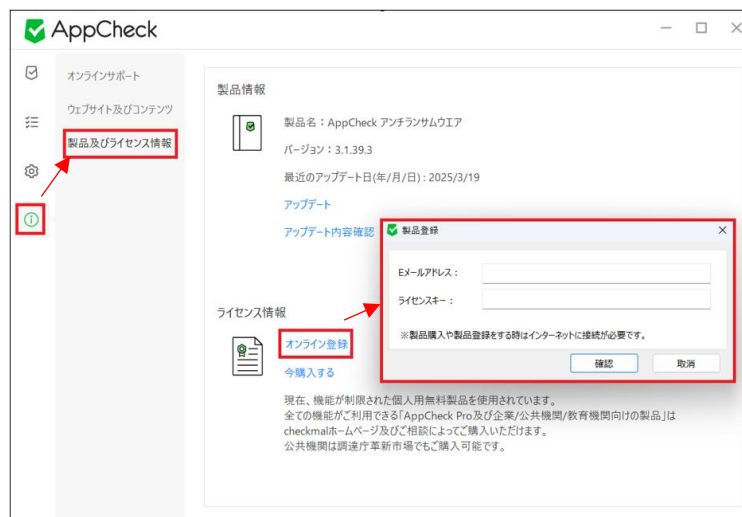 AppCheck
オンラインサポート
ウェブサイト及びコンテンツ
製品及びライセンス情報
製品情報
製品名：AppCheck アンチランサムウエア
バージョン：3.1.39.3
最近のアップデート日(年/月/日) : 2025/3/19
アップデート
アップデート内容確認
製品登録
Eメールアドレス：
ライセンスキー：
※製品購入や製品登録をする時はインターネットに接続が必要です。
確認
取消
ライセンス情報
オンライン登録
今購入する
現在、機能が制限された個人用無料製品を使用されています。
全ての機能がご利用できる「AppCheck Pro及び企業/公共機関/教育機関向けの製品」は
checkmalホームページ及びご相談によってご購入いただけます。
公共機関は調達庁革新市場でもご購入可能です。